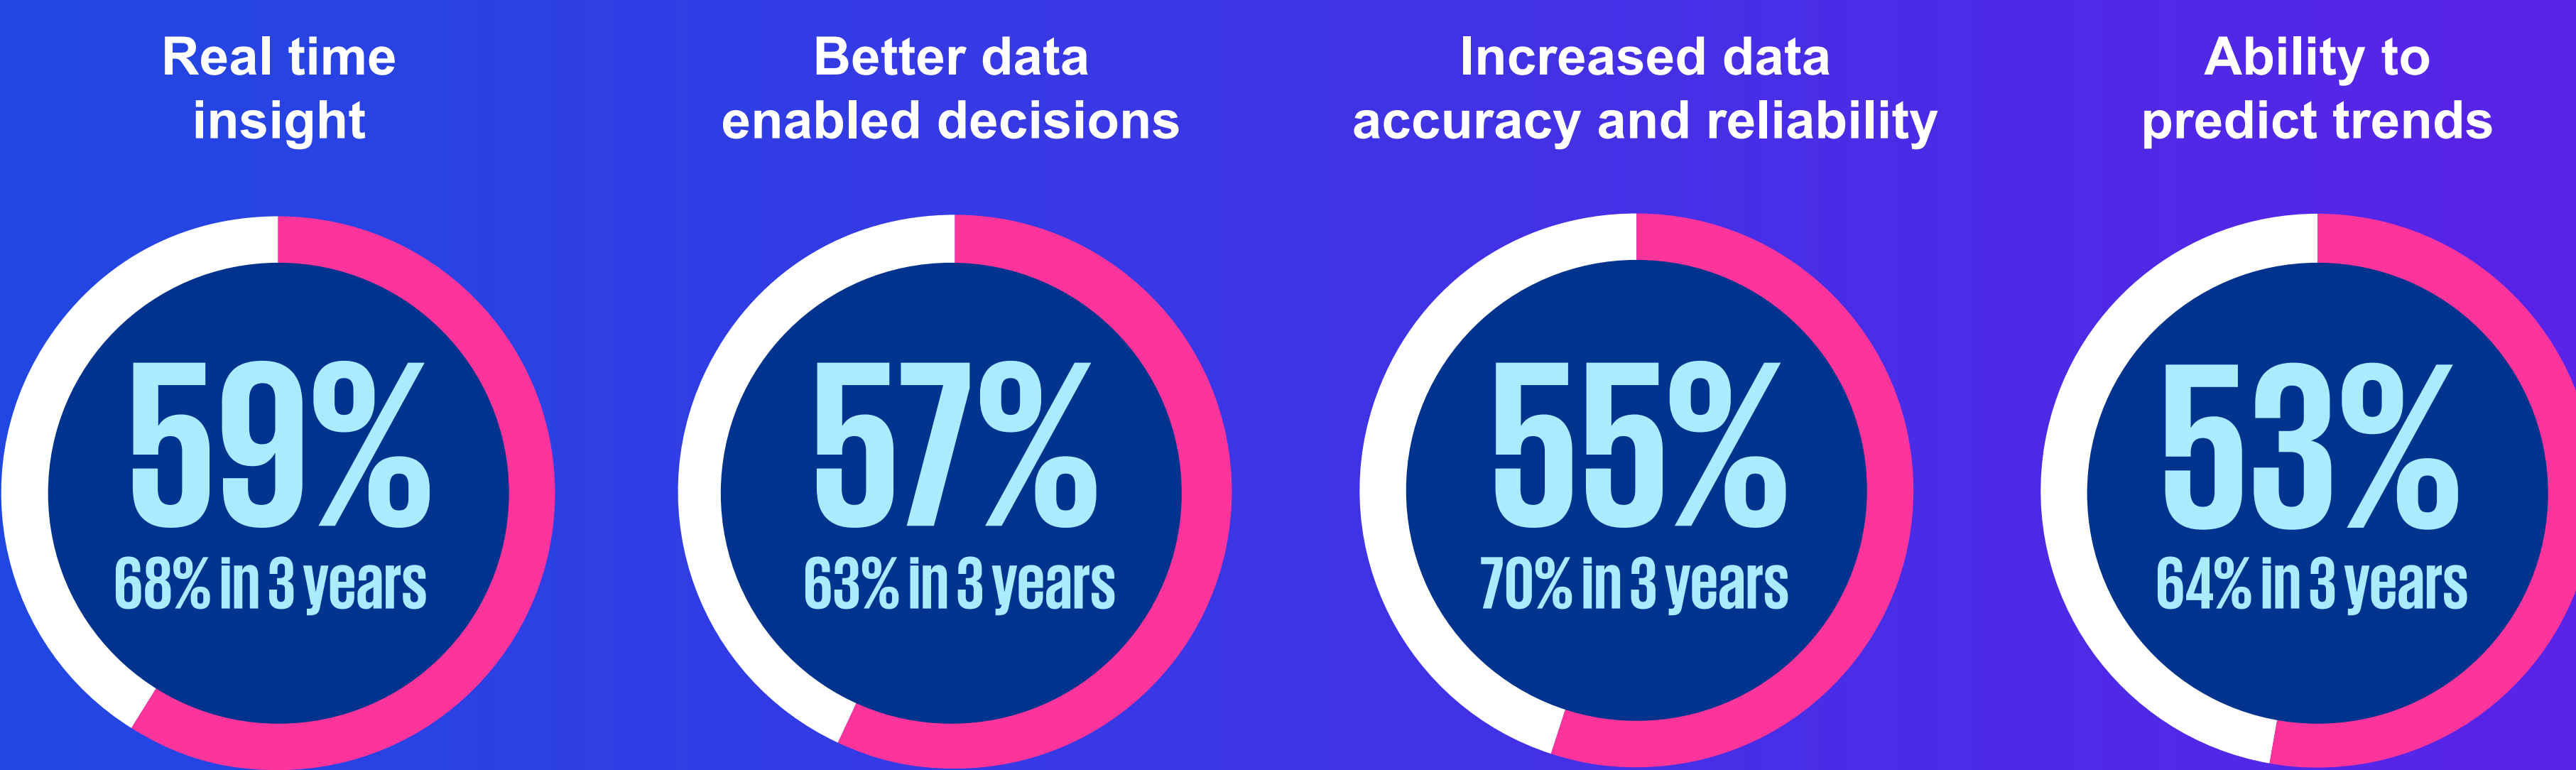 Real time
insight
59%
68% in 3 years
Better data
enabled decisions
57%
63% in 3 years
Increased data
accuracy and reliability
55%
70% in 3 years
Ability to
predict trends
53%
64% in 3 years